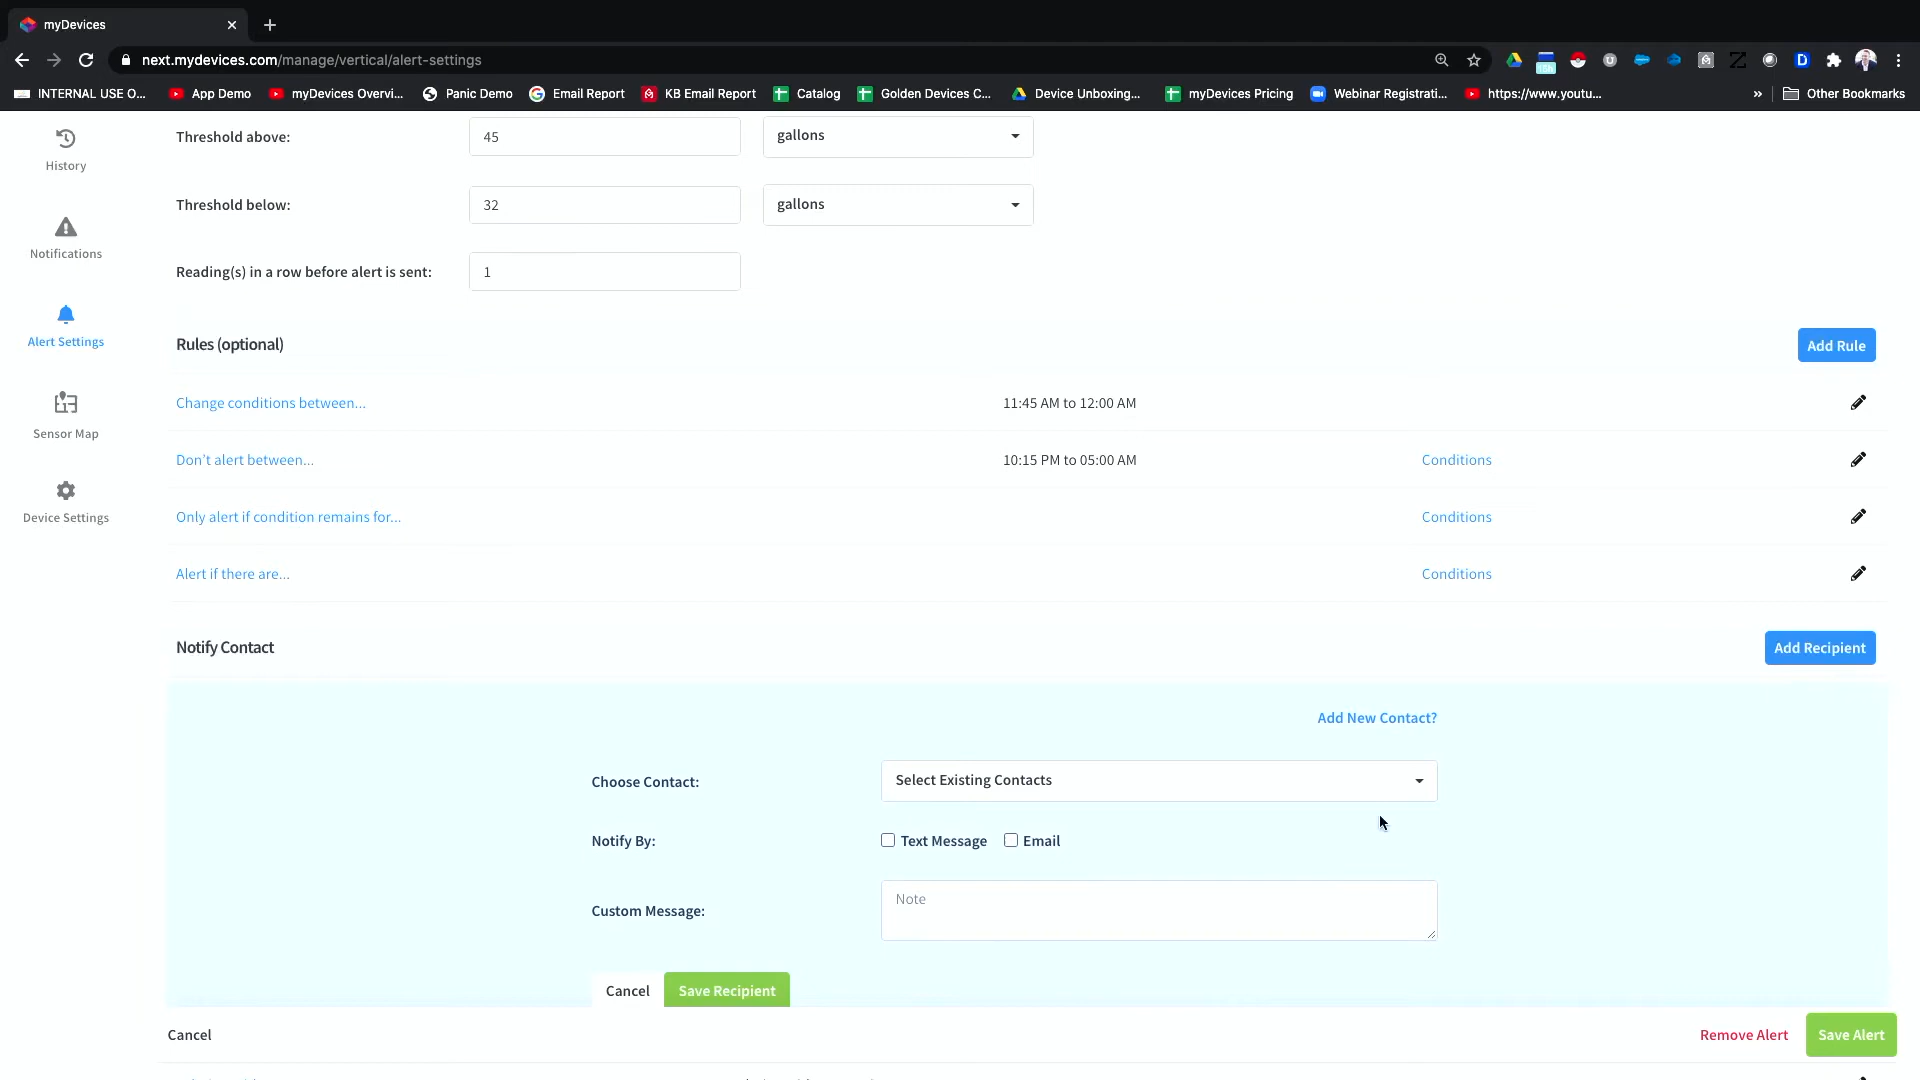 myDevices
next.mydevices.com/manage/vertical/alert-settings
INTERNAL USE O... App Demo myDevices Overvi... Panic Demo Email Report KB Email Report Catalog Golden Devices C... Device Unboxing... myDevices Pricing Webinar Registrati... https://www.youtu... » Other Bookmarks
History
Notifications
Alert Settings
Sensor Map
Device Settings
Threshold above: 45 gallons
Threshold below: 32 gallons
Reading(s) in a row before alert is sent: 1
Rules (optional) Add Rule
Change conditions between... 11:45 AM to 12:00 AM
Don't alert between... 10:15 PM to 05:00 AM Conditions
Only alert if condition remains for... Conditions
Alert if there are... Conditions
Notify Contact Add Recipient
Add New Contact?
Choose Contact: Select Existing Contacts
Notify By: Text Message Email
Custom Message: Note
Cancel Save Recipient
Cancel Remove Alert Save Alert